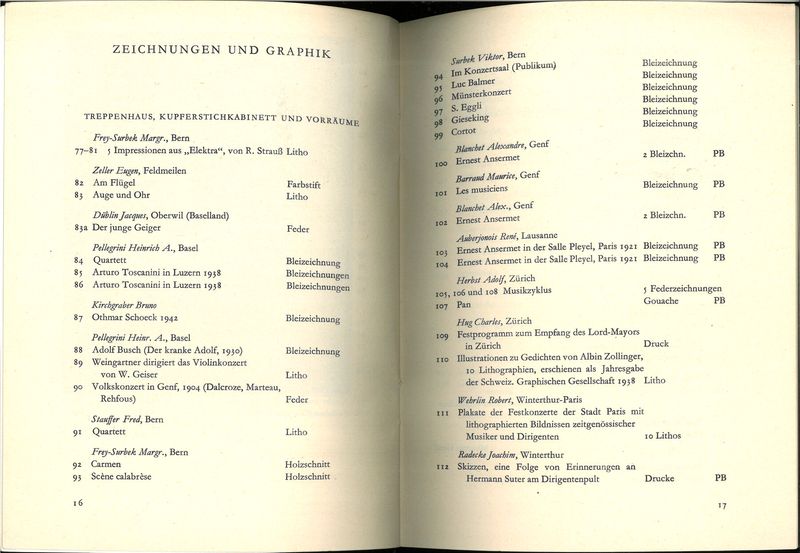 ZEICHNUNGEN UND GRAPHIK
TREPPENHAUS, KUPFERSTICHKABINETT UND VORRÄUME
Frey-Surbek Margr., Bern
77–81 5 Impressionen aus „Elektra“, von R. Strauß Litho
Zeller Eugen, Feldmeilen
82 Am Flügel Farbstift
83 Auge und Ohr Litho
Düblin Jacques, Oberwil (Baselland)
83a Der junge Geiger Feder
Pellegrini Heinrich A., Basel
84 Quartett Bleizeichnung
85 Arturo Toscanini in Luzern 1938 Bleizeichnungen
86 Arturo Toscanini in Luzern 1938 Bleizeichnungen
Kirchgraber Bruno
87 Othmar Schoeck 1942 Bleizeichnung
Pellegrini Heinr. A., Basel
88 Adolf Busch (Der kranke Adolf, 1930) Bleizeichnung
89 Weingartner dirigiert das Violinkonzert
von W. Geiser Litho
90 Volkskonzert in Genf, 1904 (Dalcroze, Marteau,
Rehfous) Feder
Stauffer Fred, Bern
91 Quartett Litho
Frey-Surbek Margr., Bern
92 Carmen Holzschnitt
93 Scène calabrèse Holzschnitt
16
Surbek Viktor, Bern
94 Im Konzertsaal (Publikum) Bleizeichnung
95 Luc Balmer Bleizeichnung
96 Münsterkonzert Bleizeichnung
97 S. Eggli Bleizeichnung
98 Gieseking Bleizeichnung
99 Cortot Bleizeichnung
Blanchet Alexandre, Genf
100 Ernest Ansermet 2 Bleizchn. PB
Barraud Maurice, Genf
101 Les musiciens Bleizeichnung PB
Blanchet Alex., Genf
102 Ernest Ansermet 2 Bleizchn. PB
Auberjonois René, Lausanne
103 Ernest Ansermet in der Salle Pleyel, Paris 1921 Bleizeichnung PB
104 Ernest Ansermet in der Salle Pleyel, Paris 1921 Bleizeichnung PB
Herbst Adolf, Zürich
105, 106 und 108 Musikzyklus 5 Federzeichnungen
107 Pan Gouache PB
Hug Charles, Zürich
109 Festprogramm zum Empfang des Lord-Mayors
in Zürich Druck
110 Illustrationen zu Gedichten von Albin Zollinger,
10 Lithographien, erschienen als Jahresgabe
der Schweiz. Graphischen Gesellschaft 1938 Litho
Wehrlin Robert, Winterthur-Paris
111 Plakate der Festkonzerte der Stadt Paris mit
lithographierten Bildnissen zeitgenössischer
Musiker und Dirigenten 10 Lithos
Radecke Joachim, Winterthur
112 Skizzen, eine Folge von Erinnerungen an
Hermann Suter am Dirigentenpult Drucke PB
17